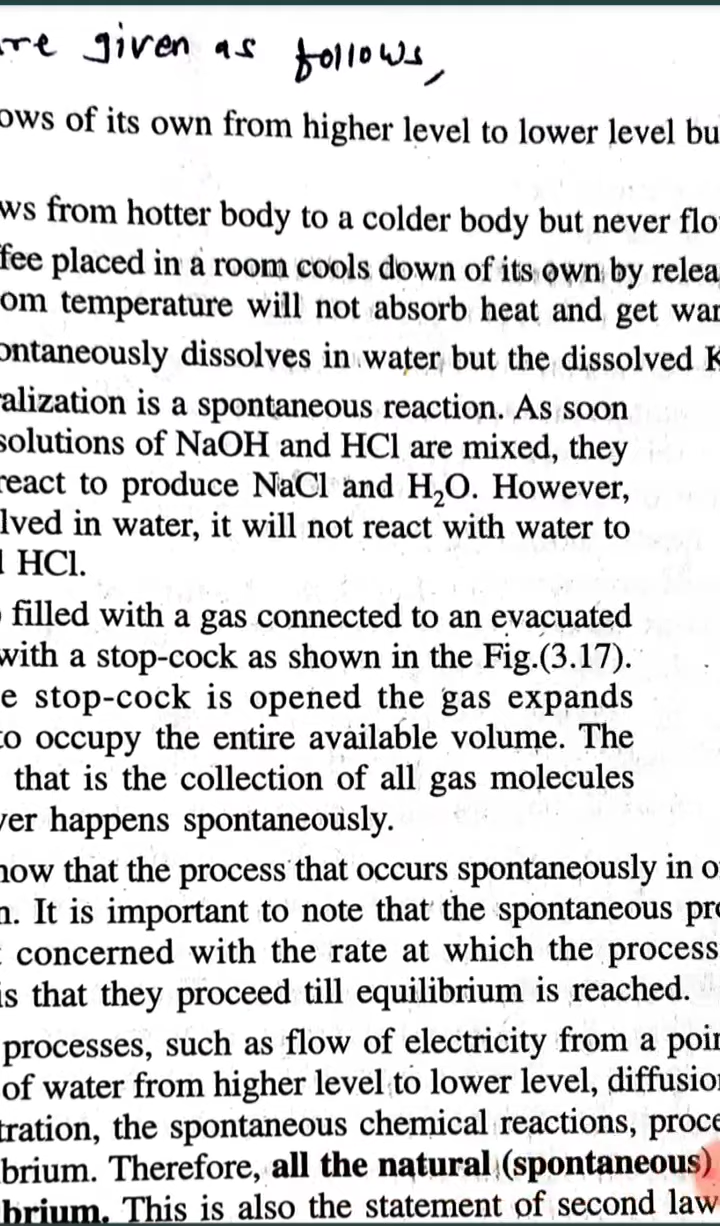 re given as follows,
ows of its own from higher level to lower level bu
ws from hotter body to a colder body but never flo
fee placed in a room cools down of its own by relea
om temperature will not absorb heat and get war
ontaneously dissolves in water but the dissolved K
alization is a spontaneous reaction. As soon
solutions of NaOH and HCl are mixed, they
react to produce NaCl and H₂O. However,
lved in water, it will not react with water to
HCl.
filled with a gas connected to an evacuated
with a stop-cock as shown in the Fig.(3.17).
e stop-cock is opened the gas expands
to occupy the entire available volume. The
that is the collection of all gas molecules
ver happens spontaneously.
now that the process that occurs spontaneously in o
n. It is important to note that the spontaneous pro
concerned with the rate at which the process
is that they proceed till equilibrium is reached.
processes, such as flow of electricity from a poin
of water from higher level to lower level, diffusion
tration, the spontaneous chemical reactions, proce
brium. Therefore, all the natural (spontaneous)
brium. This is also the statement of second law